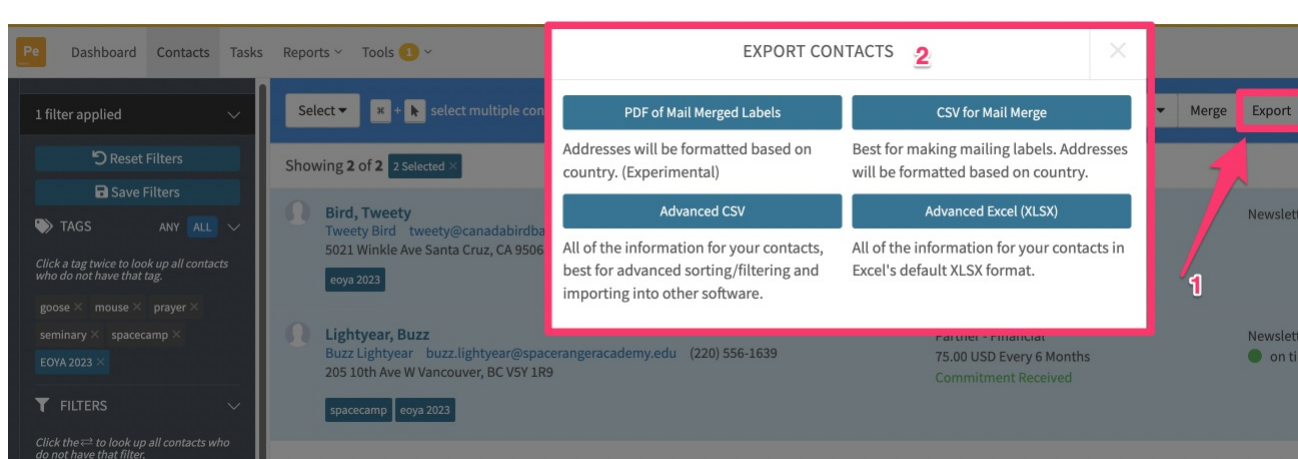 Pe
Dashboard Contacts Tasks Reports Tools 1
EXPORT CONTACTS 2
PDF of Mail Merged Labels
Addresses will be formatted based on
country. (Experimental)
CSV for Mail Merge
Best for making mailing labels. Addresses
will be formatted based on country.
Advanced CSV
All of the information for your contacts,
best for advanced sorting/filtering and
importing into other software.
Advanced Excel (XLSX)
All of the information for your contacts in
Excel's default XLSX format.
1 filter applied
Reset Filters
Save Filters
TAGS ANY ALL
Click a tag twice to look up all contacts
who do not have that tag.
goose × mouse × prayer ×
seminary × spacecamp ×
EOYA 2023 ×
FILTERS
Click the ⇄ to look up all contacts who
do not have that filter.
Select ⌘ + select multiple con
Merge Export
1
Showing 2 of 2 2 Selected ×
Bird, Tweety
Tweety Bird tweety@canadabirdba
5021 Winkle Ave Santa Cruz, CA 9506
eoya 2023
Newslet
Lightyear, Buzz
Buzz Lightyear buzz.lightyear@spacerangeracademy.edu (220) 556-1639
205 10th Ave W Vancouver, BC V5Y 1R9
spacecamp eoya 2023
Partner - Financial
75.00 USD Every 6 Months
Commitment Received
Newslet
on ti